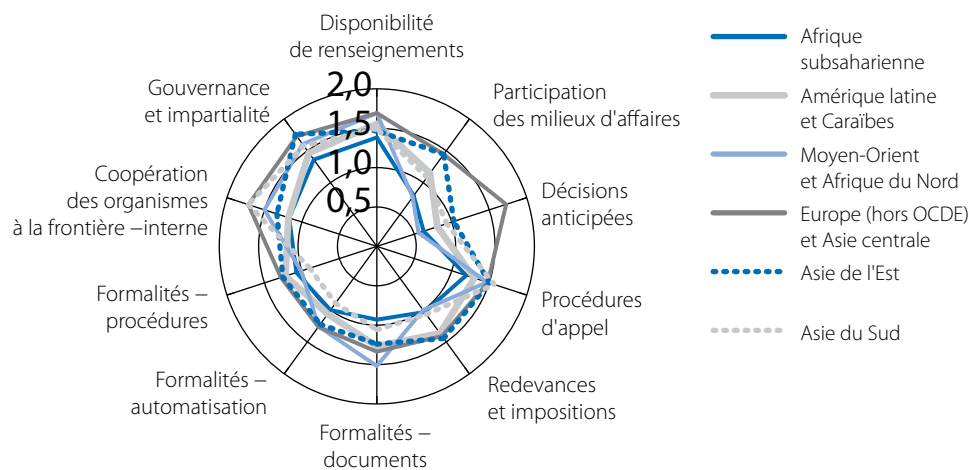 Disponibilité
de renseignements
Participation
des milieux d'affaires
Décisions
anticipées
Procédures
d'appel
Redevances
et impositions
Formalités –
documents
Formalités –
automatisation
Formalités –
procédures
Coopération
des organismes
à la frontière –interne
Gouvernance
et impartialité
2,0
1,5
1,0
0,5
Afrique
subsaharienne
Amérique latine
et Caraïbes
Moyen-Orient
et Afrique du Nord
Europe (hors OCDE)
et Asie centrale
Asie de l'Est
Asie du Sud